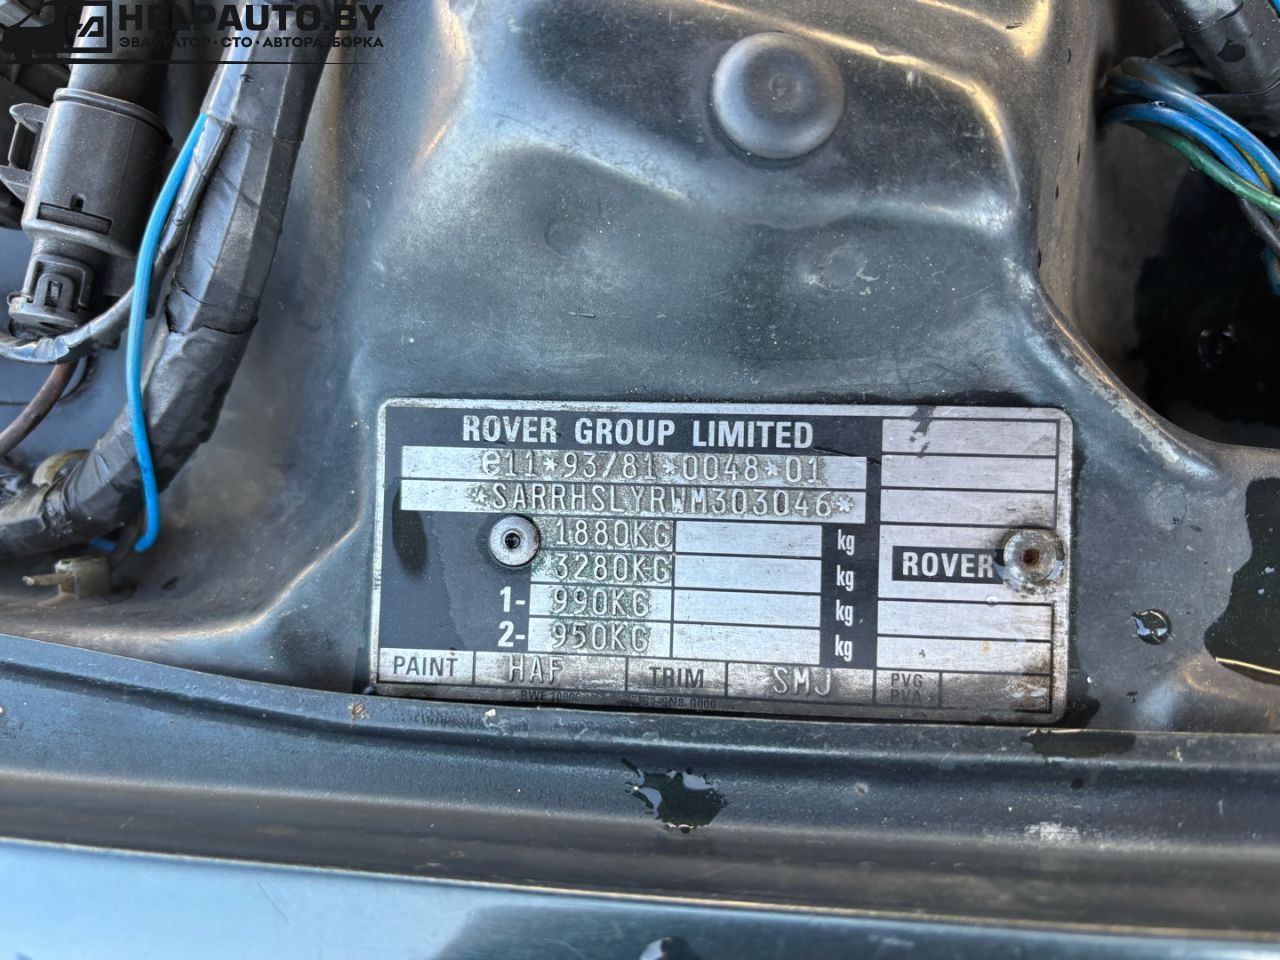 HELPAUTO.BY
ЭВАКУАТОР · СТО · АВТОРАЗБОРКА
ROVER GROUP LIMITED
e11*93/81*0048*01
*SARRHSLYRWM303046*
1880KG kg
3280KG kg
ROVER
1- 990KG kg
2- 950KG kg
PAINT HAF TRIM SMJ PVG
PVA